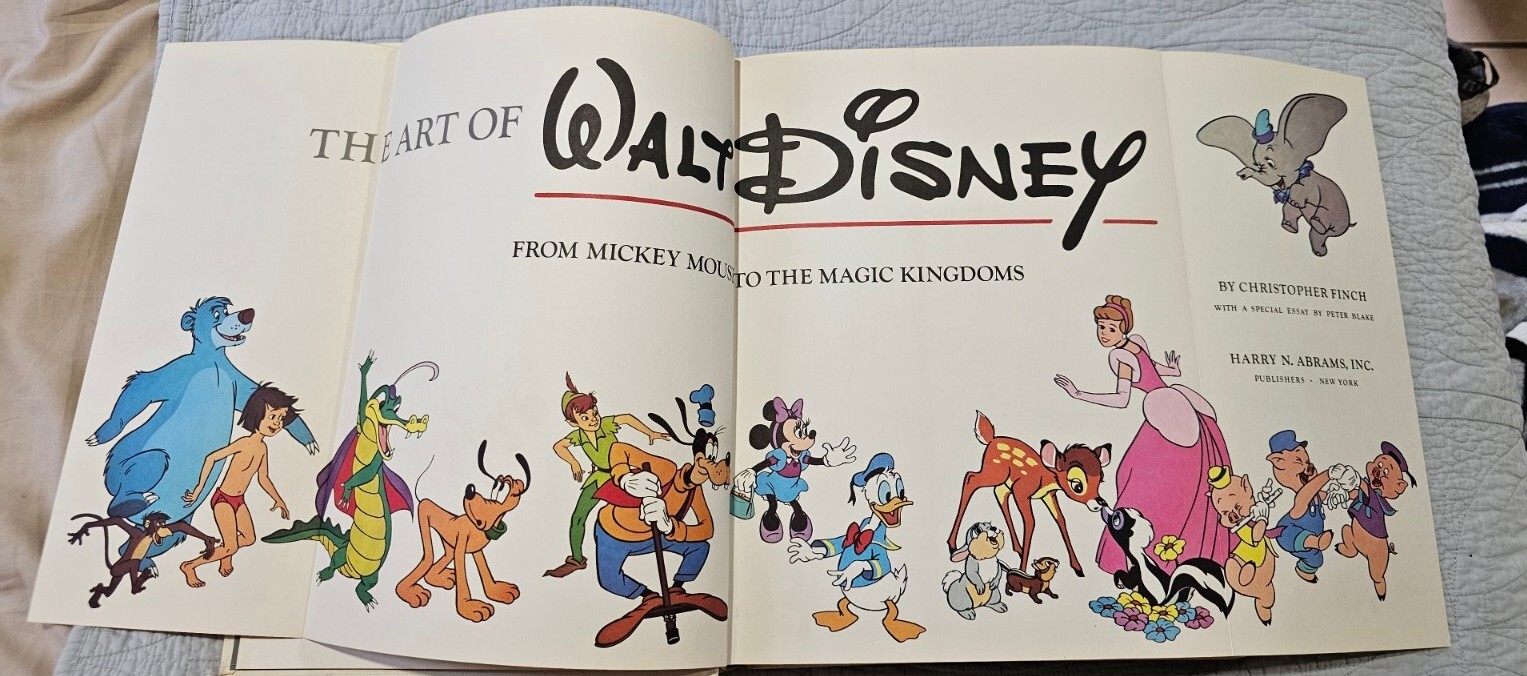 THE ART OF WALT DISNEY
FROM MICKEY MOUSE TO THE MAGIC KINGDOMS
BY CHRISTOPHER FINCH
WITH A SPECIAL ESSAY BY PETER BLAKE
HARRY N. ABRAMS, INC.
PUBLISHERS · NEW YORK